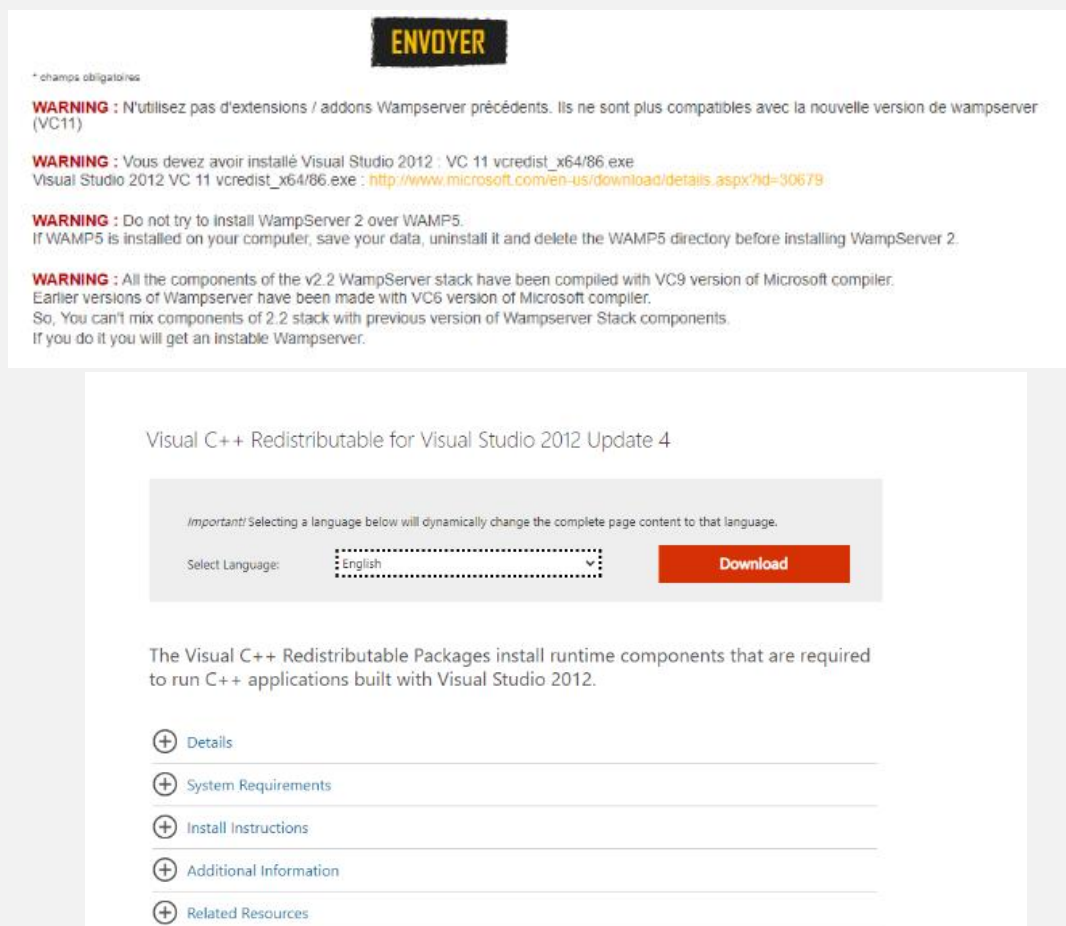 ENVOYER
* champs obligatoires
WARNING : N'utilisez pas d'extensions / addons Wampserver précédents. Ils ne sont plus compatibles avec la nouvelle version de wampserver
(VC11)
WARNING : Vous devez avoir installé Visual Studio 2012 : VC 11 vcredist_x64/86.exe
Visual Studio 2012 VC 11 vcredist_x64/86.exe : http://www.microsoft.com/en-us/download/details.aspx?id=30679
WARNING : Do not try to install WampServer 2 over WAMP5.
If WAMP5 is installed on your computer, save your data, uninstall it and delete the WAMP5 directory before installing WampServer 2.
WARNING : All the components of the v2.2 WampServer stack have been compiled with VC9 version of Microsoft compiler.
Earlier versions of Wampserver have been made with VC6 version of Microsoft compiler.
So, You can't mix components of 2.2 stack with previous version of Wampserver Stack components.
If you do it you will get an instable Wampserver.
Visual C++ Redistributable for Visual Studio 2012 Update 4
Important! Selecting a language below will dynamically change the complete page content to that language.
Select Language: English Download
The Visual C++ Redistributable Packages install runtime components that are required
to run C++ applications built with Visual Studio 2012.
Details
System Requirements
Install Instructions
Additional Information
Related Resources